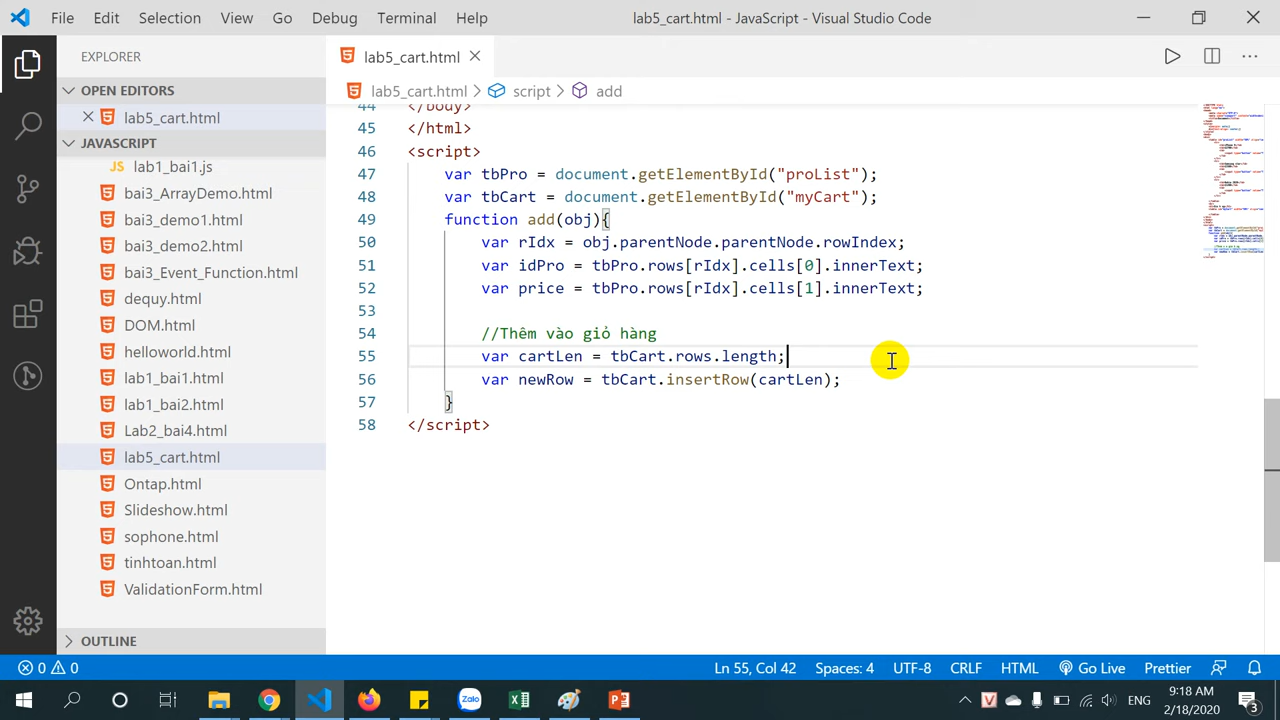 File Edit Selection View Go Debug Terminal Help lab5_cart.html - JavaScript - Visual Studio Code
EXPLORER
OPEN EDITORS
lab5_cart.html
JAVASCRIPT
JS lab1_bai1.js
bai3_ArrayDemo.html
bai3_demo1.html
bai3_demo2.html
bai3_Event_Function.html
dequy.html
DOM.html
helloworld.html
lab1_bai1.html
lab1_bai2.html
Lab2_bai4.html
lab5_cart.html
Ontap.html
Slideshow.html
sophone.html
tinhtoan.html
ValidationForm.html
OUTLINE
lab5_cart.html
lab5_cart.html > script > add
44 </body>
45 </html>
46 <script>
47 var tbPro = document.getElementById("proList");
48 var tbCart = document.getElementById("myCart");
49 function add(obj){
50 var rIdx = obj.parentNode.parentNode.rowIndex;
51 var idPro = tbPro.rows[rIdx].cells[0].innerText;
52 var price = tbPro.rows[rIdx].cells[1].innerText;
53
54 //Thêm vào giỏ hàng
55 var cartLen = tbCart.rows.length;
56 var newRow = tbCart.insertRow(cartLen);
57 }
58 </script>
0 0 Ln 55, Col 42 Spaces: 4 UTF-8 CRLF HTML Go Live Prettier
Zalo ENG
:18 AM
2/18/2020
3